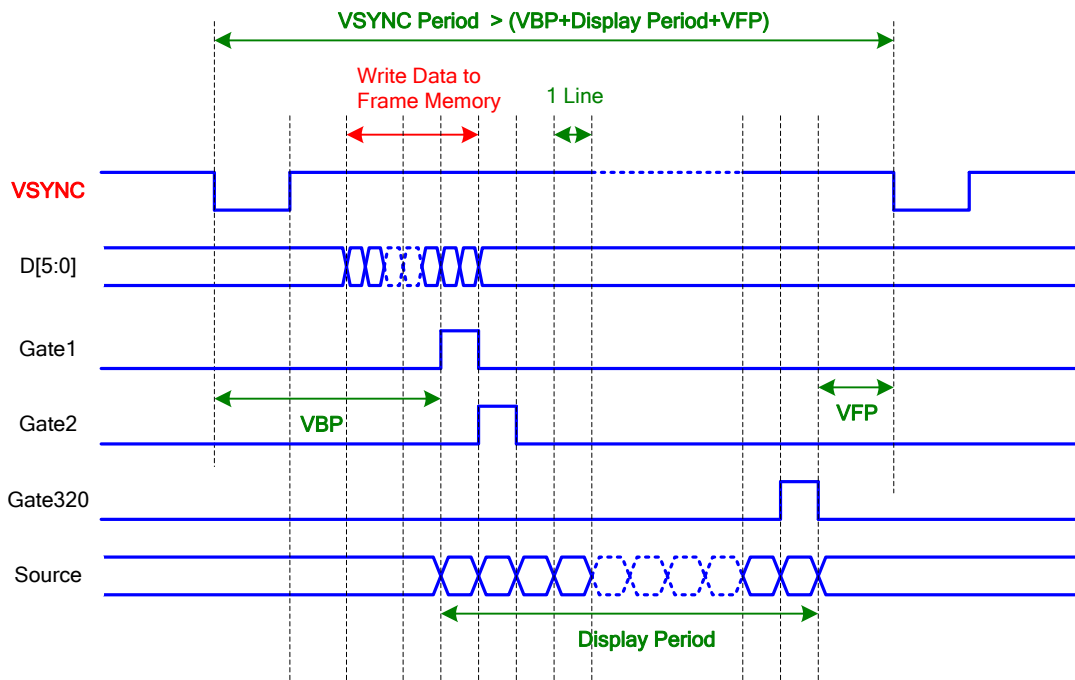 VSYNC Period > (VBP+Display Period+VFP)
Write Data to
Frame Memory
1 Line
VSYNC
D[5:0]
Gate1
VBP
VFP
Gate2
Gate320
Source
Display Period